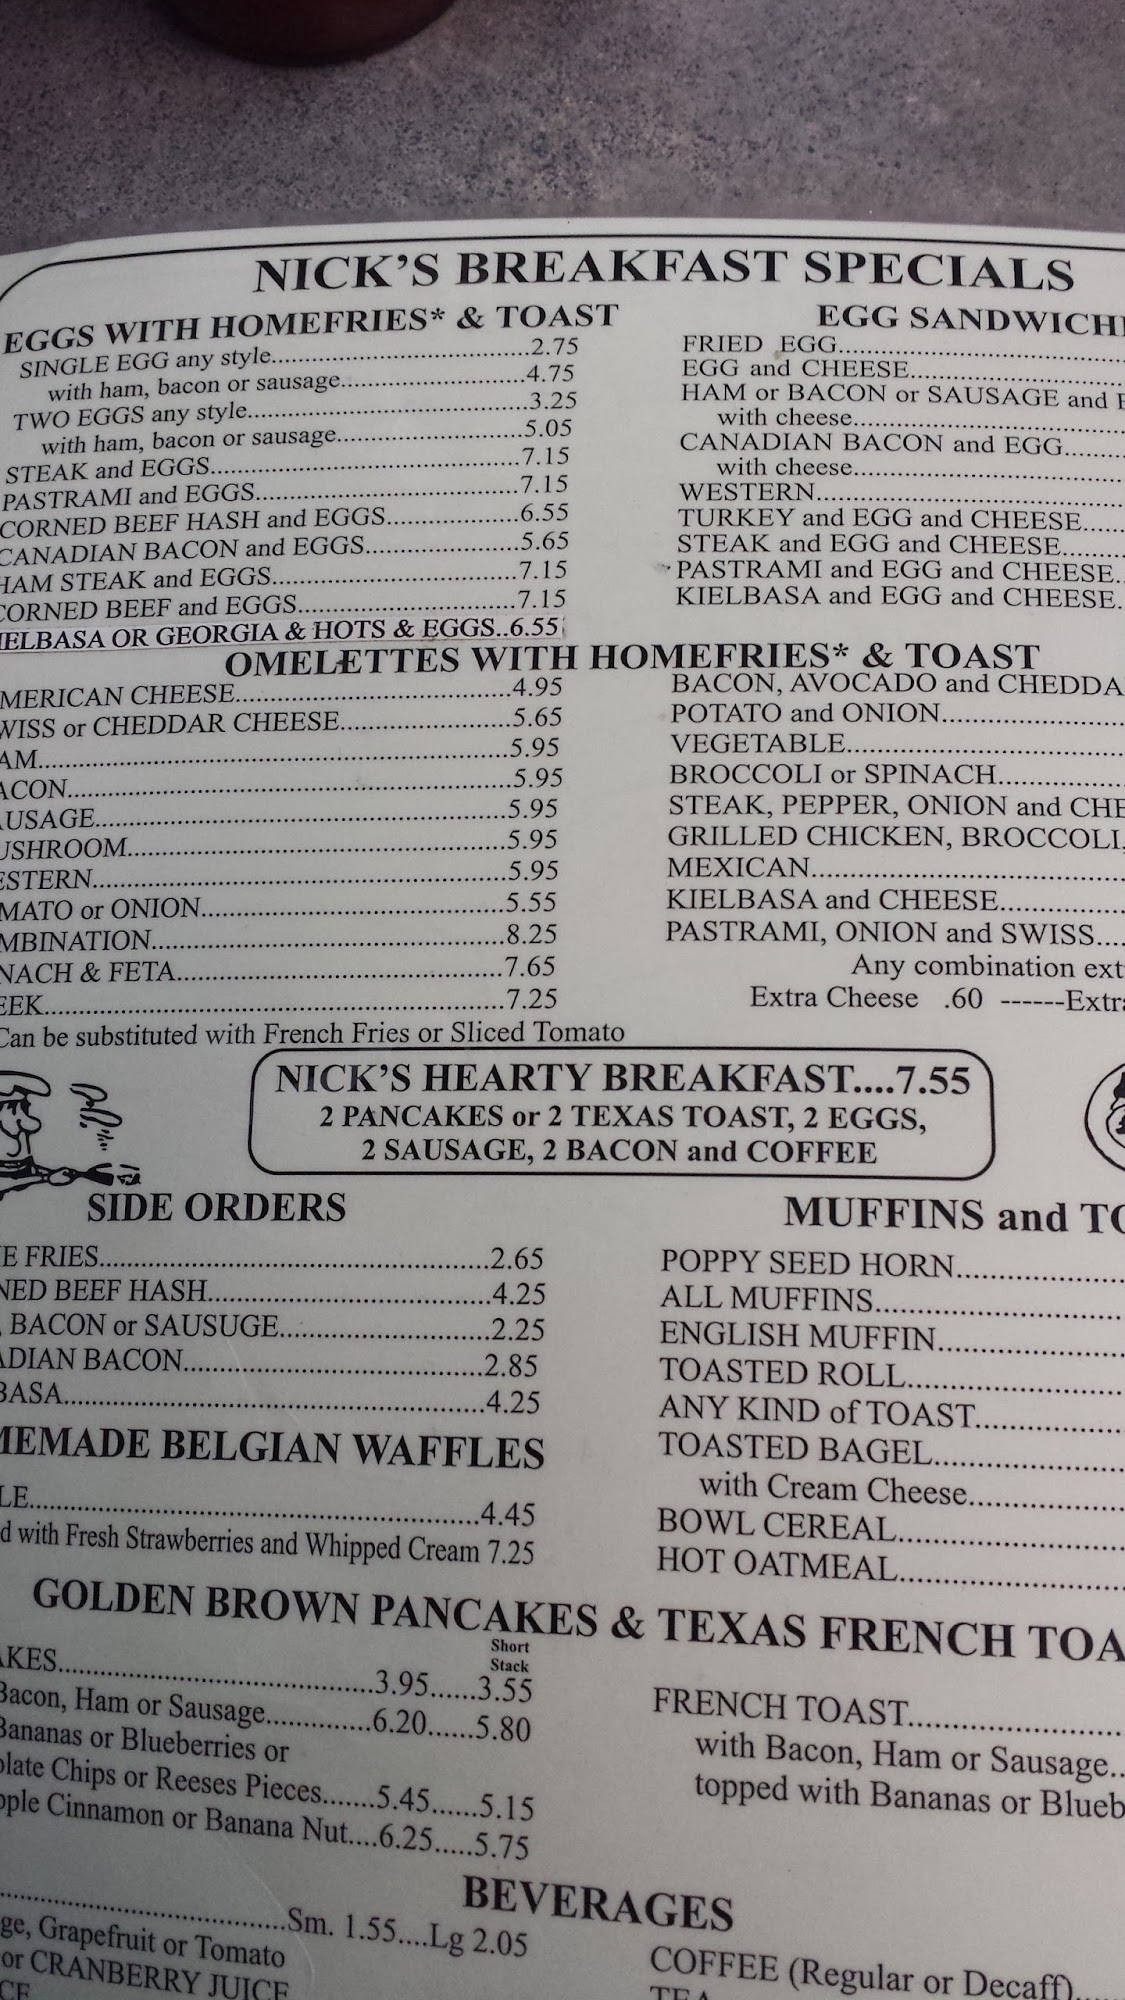 NICK'S BREAKFAST SPECIALS
EGGS WITH HOMEFRIES* & TOAST
SINGLE EGG any style...............................2.75
with ham, bacon or sausage......................4.75
TWO EGGS any style..................................3.25
with ham, bacon or sausage......................5.05
STEAK and EGGS.....................................7.15
PASTRAMI and EGGS...............................7.15
CORNED BEEF HASH and EGGS................6.55
CANADIAN BACON and EGGS...................5.65
HAM STEAK and EGGS..............................7.15
CORNED BEEF and EGGS..........................7.15
IELBASA OR GEORGIA & HOTS & EGGS..6.55
EGG SANDWICH
FRIED EGG
EGG and CHEESE
HAM or BACON or SAUSAGE and
with cheese
CANADIAN BACON and EGG
with cheese
WESTERN
TURKEY and EGG and CHEESE
STEAK and EGG and CHEESE
PASTRAMI and EGG and CHEESE
KIELBASA and EGG and CHEESE
OMELETTES WITH HOMEFRIES* & TOAST
MERICAN CHEESE..................................4.95
WISS or CHEDDAR CHEESE.....................5.65
AM.........................................................5.95
ACON.....................................................5.95
AUSAGE..................................................5.95
USHROOM..............................................5.95
ESTERN..................................................5.95
MATO or ONION.....................................5.55
MBINATION............................................8.25
NACH & FETA.........................................7.65
EEK........................................................7.25
Can be substituted with French Fries or Sliced Tomato
BACON, AVOCADO and CHEDDA
POTATO and ONION
VEGETABLE
BROCCOLI or SPINACH
STEAK, PEPPER, ONION and CHE
GRILLED CHICKEN, BROCCOLI,
MEXICAN
KIELBASA and CHEESE
PASTRAMI, ONION and SWISS
Any combination ext
Extra Cheese .60 ------Extra
NICK'S HEARTY BREAKFAST....7.55
2 PANCAKES or 2 TEXAS TOAST, 2 EGGS,
2 SAUSAGE, 2 BACON and COFFEE
SIDE ORDERS
E FRIES..................................................2.65
NED BEEF HASH....................................4.25
, BACON or SAUSUGE...........................2.25
ADIAN BACON.......................................2.85
BASA.....................................................4.25
MEMADE BELGIAN WAFFLES
LE..........................................................4.45
d with Fresh Strawberries and Whipped Cream 7.25
MUFFINS and TO
POPPY SEED HORN
ALL MUFFINS
ENGLISH MUFFIN
TOASTED ROLL
ANY KIND of TOAST
TOASTED BAGEL
with Cream Cheese
BOWL CEREAL
HOT OATMEAL
GOLDEN BROWN PANCAKES & TEXAS FRENCH TOA
Short
Stack
AKES.......................................3.95......3.55
Bacon, Ham or Sausage.............6.20......5.80
Bananas or Blueberries or
olate Chips or Reeses Pieces.......5.45......5.15
pple Cinnamon or Banana Nut....6.25.....5.75
FRENCH TOAST
with Bacon, Ham or Sausage
topped with Bananas or Blueb
BEVERAGES
Sm. 1.55....Lg 2.05
ge, Grapefruit or Tomato
or CRANBERRY JUICE
CE
COFFEE (Regular or Decaff)
TEA